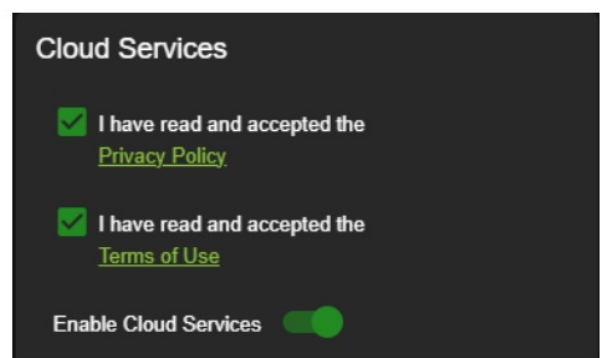 Cloud Services
I have read and accepted the
Privacy Policy
I have read and accepted the
Terms of Use
Enable Cloud Services